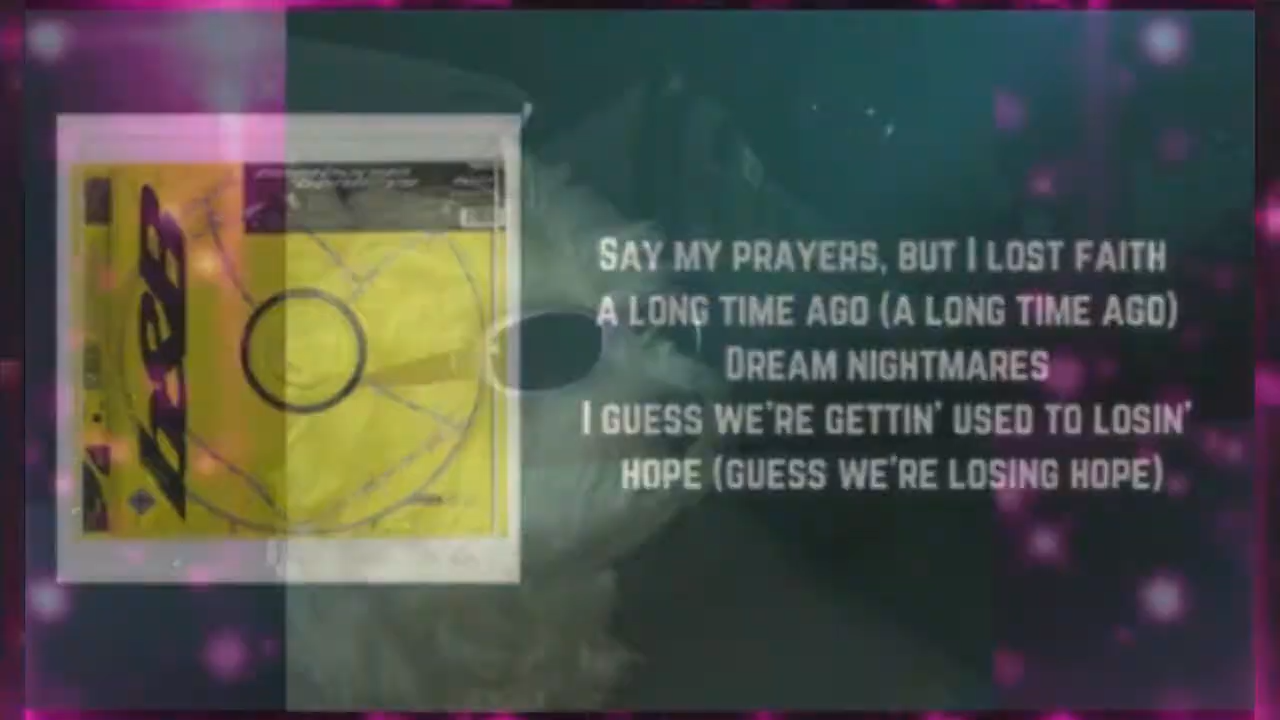 SAY MY PRAYERS, BUT I LOST FAITH
A LONG TIME AGO (A LONG TIME AGO)
DREAM NIGHTMARES
I GUESS WE'RE GETTIN' USED TO LOSIN'
HOPE (GUESS WE'RE LOSING HOPE)